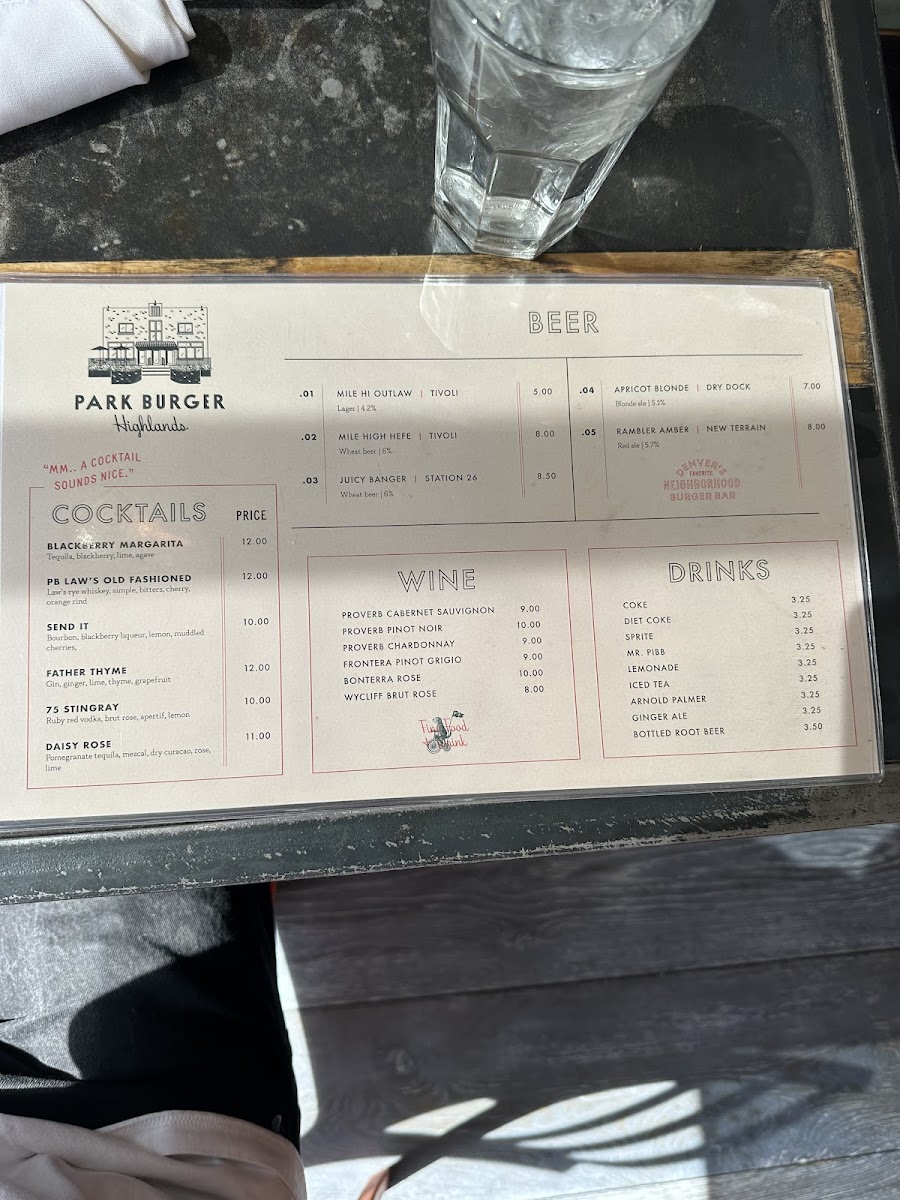 PARK BURGER
Highlands
"MM.. A COCKTAIL
SOUNDS NICE."
COCKTAILS PRICE
BLACKBERRY MARGARITA 12.00
Tequila, blackberry, lime, agave
PB LAW'S OLD FASHIONED 12.00
Law's rye whiskey, simple, bitters, cherry,
orange rind
SEND IT 10.00
Bourbon, blackberry liqueur, lemon, muddled
cherries,
FATHER THYME 12.00
Gin, ginger, lime, thyme, grapefruit
75 STINGRAY 10.00
Ruby red vodka, brut rose, apertif, lemon
DAISY ROSE 11.00
Pomegranate tequila, mezcal, dry curacao, rose,
lime
BEER
.01 MILE HI OUTLAW | TIVOLI 5.00
Lager | 4.2%
.02 MILE HIGH HEFE | TIVOLI 8.00
Wheat beer | 6%
.03 JUICY BANGER | STATION 26 8.50
Wheat beer | 6%
.04 APRICOT BLONDE | DRY DOCK 7.00
Blonde ale | 5.1%
.05 RAMBLER AMBER | NEW TERRAIN 8.00
Red ale | 5.7%
DENVER'S
FAVORITE
NEIGHBORHOOD
BURGER BAR
WINE
PROVERB CABERNET SAUVIGNON 9.00
PROVERB PINOT NOIR 10.00
PROVERB CHARDONNAY 9.00
FRONTERA PINOT GRIGIO 9.00
BONTERRA ROSE 10.00
WYCLIFF BRUT ROSE 8.00
Fine Food
& Drink
DRINKS
COKE 3.25
DIET COKE 3.25
SPRITE 3.25
MR. PIBB 3.25
LEMONADE 3.25
ICED TEA 3.25
ARNOLD PALMER 3.25
GINGER ALE 3.25
BOTTLED ROOT BEER 3.50